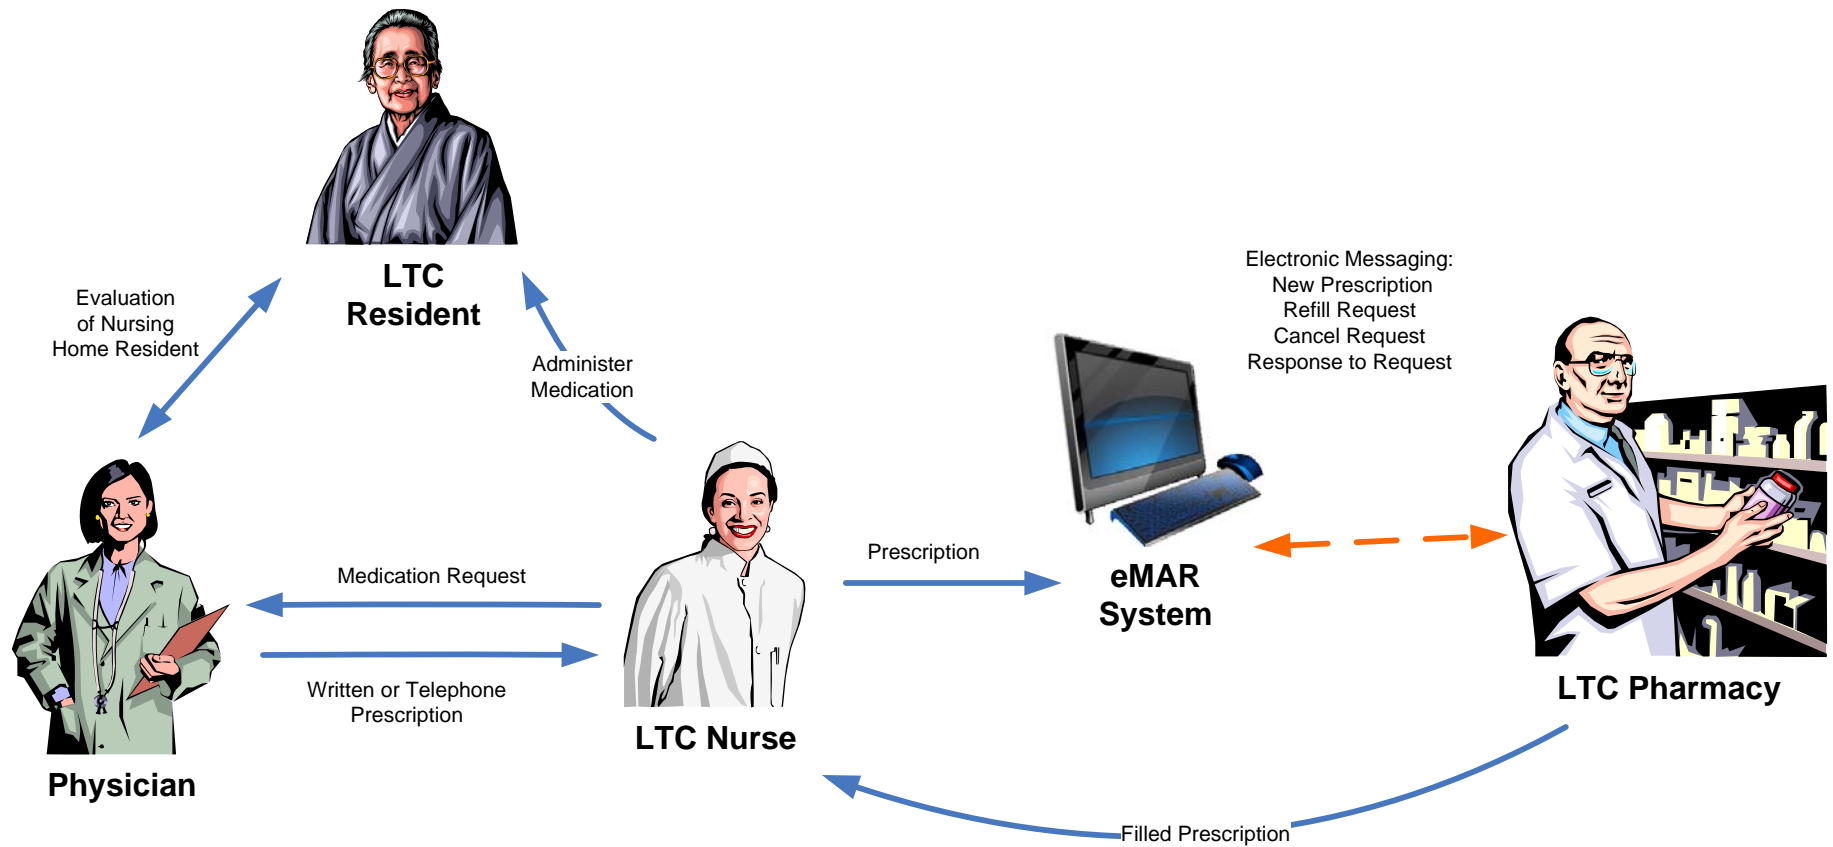 LTC
Resident
Evaluation
of Nursing
Home Resident
Administer
Medication
Electronic Messaging:
New Prescription
Refill Request
Cancel Request
Response to Request
Medication Request
Prescription
eMAR
System
Written or Telephone
Prescription
LTC Nurse
LTC Pharmacy
Physician
Filled Prescription